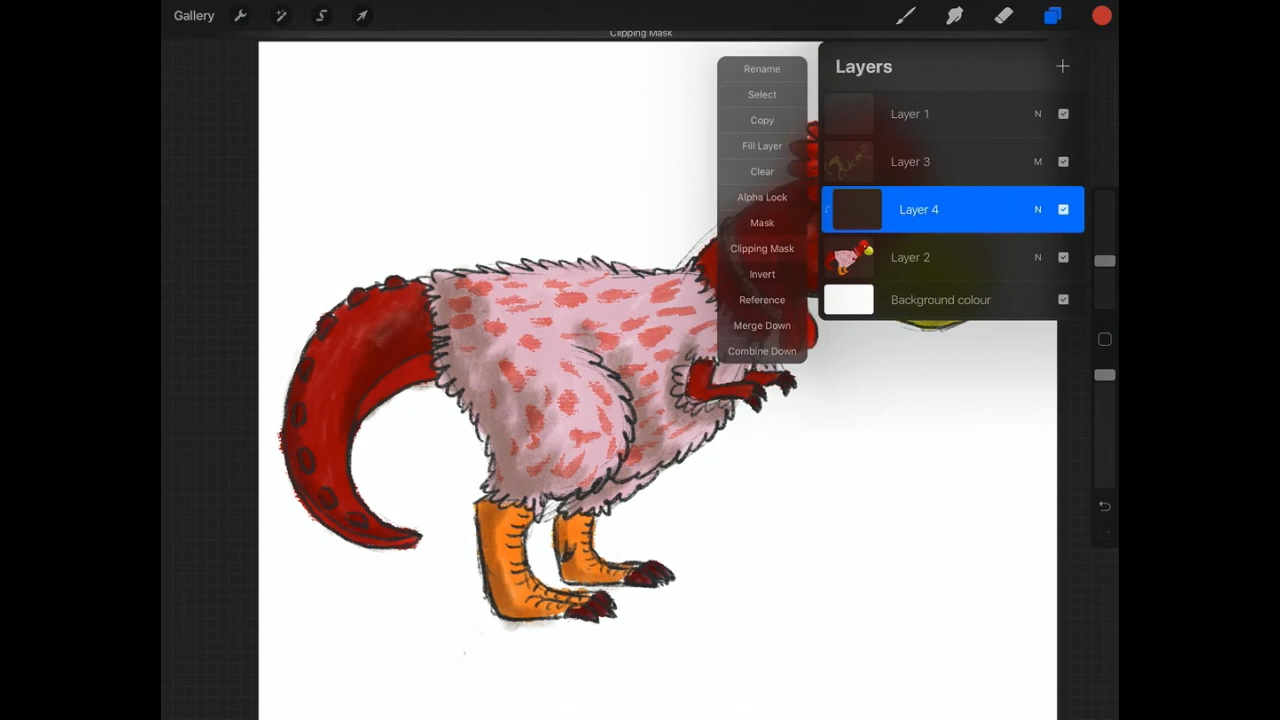 Gallery
Clipping Mask
Rename
Select
Copy
Fill Layer
Clear
Alpha Lock
Mask
Clipping Mask
Invert
Reference
Merge Down
Combine Down
Layers
Layer 1 N
Layer 3 M
Layer 4 N
Layer 2 N
Background colour